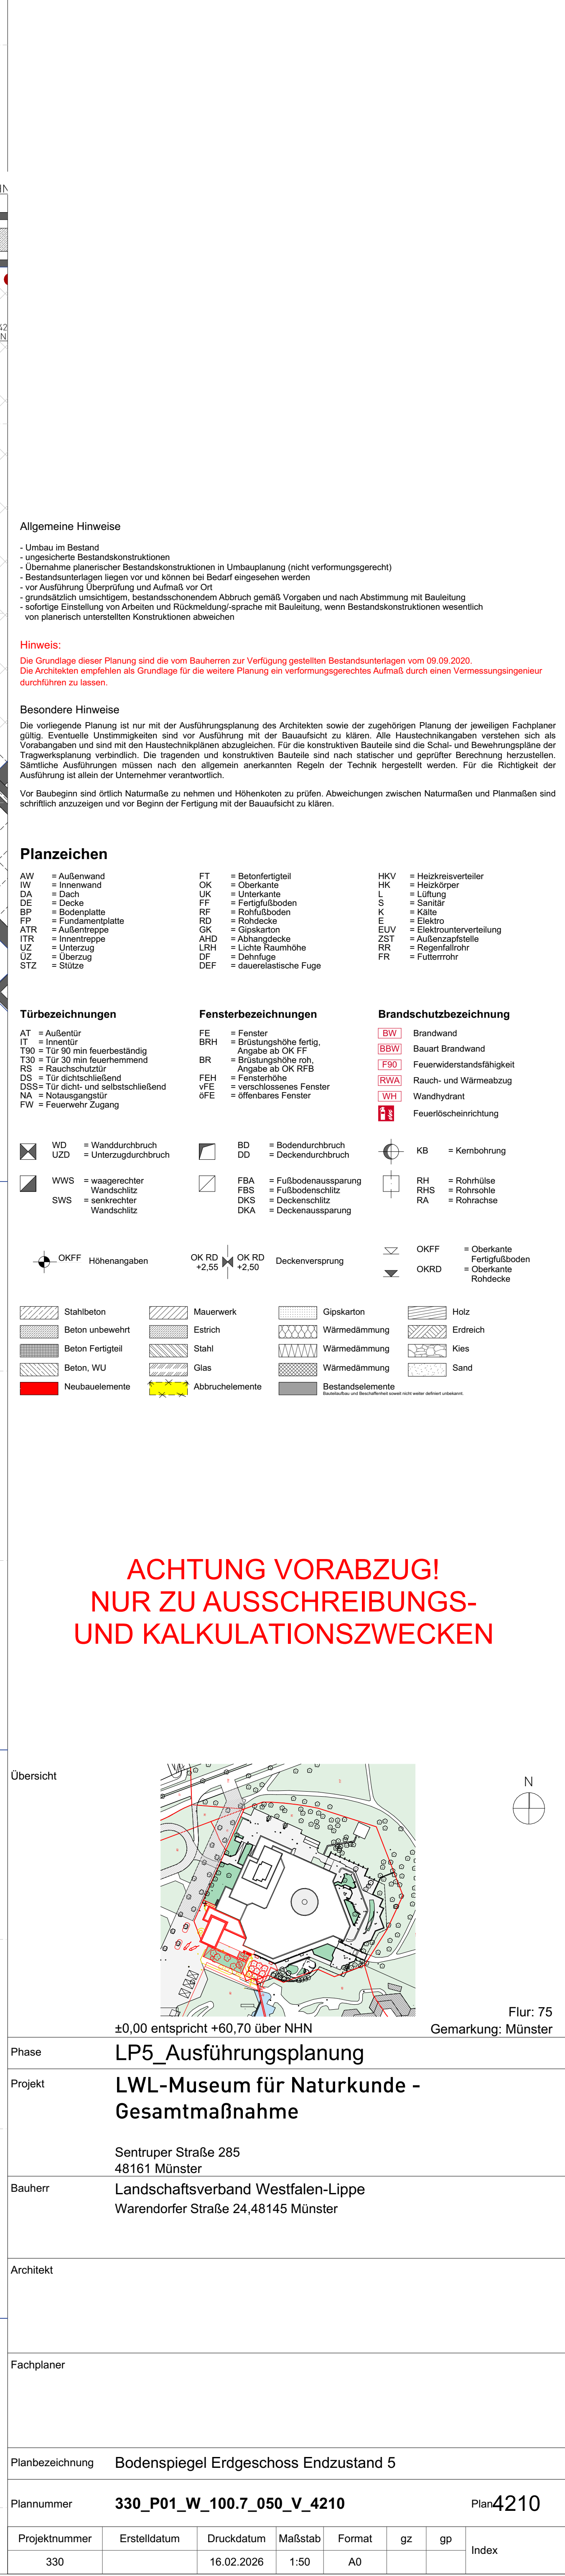 Allgemeine Hinweise
- Umbau im Bestand
- ungesicherte Bestandskonstruktionen
- Übernahme planerischer Bestandskonstruktionen in Umbauplanung (nicht verformungsgerecht)
- Bestandsunterlagen liegen vor und können bei Bedarf eingesehen werden
- vor Ausführung Überprüfung und Aufmaß vor Ort
- grundsätzlich umsichtigem, bestandsschonendem Abbruch gemäß Vorgaben und nach Abstimmung mit Bauleitung
- sofortige Einstellung von Arbeiten und Rückmeldung/-sprache mit Bauleitung, wenn Bestandskonstruktionen wesentlich
von planerisch unterstellten Konstruktionen abweichen
Hinweis:
Die Grundlage dieser Planung sind die vom Bauherren zur Verfügung gestellten Bestandsunterlagen vom 09.09.2020.
Die Architekten empfehlen als Grundlage für die weitere Planung ein verformungsgerechtes Aufmaß durch einen Vermessungsingenieur
durchführen zu lassen.
Besondere Hinweise
Die vorliegende Planung ist nur mit der Ausführungsplanung des Architekten sowie der zugehörigen Planung der jeweiligen Fachplaner
gültig. Eventuelle Unstimmigkeiten sind vor Ausführung mit der Bauaufsicht zu klären. Alle Haustechnikangaben verstehen sich als
Vorabangaben und sind mit den Haustechnikplänen abzugleichen. Für die konstruktiven Bauteile sind die Schal- und Bewehrungspläne der
Tragwerksplanung verbindlich. Die tragenden und konstruktiven Bauteile sind nach statischer und geprüfter Berechnung herzustellen.
Sämtliche Ausführungen müssen nach den allgemein anerkannten Regeln der Technik hergestellt werden. Für die Richtigkeit der
Ausführung ist allein der Unternehmer verantwortlich.
Vor Baubeginn sind örtlich Naturmaße zu nehmen und Höhenkoten zu prüfen. Abweichungen zwischen Naturmaßen und Planmaßen sind
schriftlich anzuzeigen und vor Beginn der Fertigung mit der Bauaufsicht zu klären.
Planzeichen
AW = Außenwand
IW = Innenwand
DA = Dach
DE = Decke
BP = Bodenplatte
FP = Fundamentplatte
ATR = Außentreppe
ITR = Innentreppe
UZ = Unterzug
ÜZ = Überzug
STZ = Stütze
FT = Betonfertigteil
OK = Oberkante
UK = Unterkante
FF = Fertigfußboden
RF = Rohfußboden
RD = Rohdecke
GK = Gipskarton
AHD = Abhangdecke
LRH = Lichte Raumhöhe
DF = Dehnfuge
DEF = dauerelastische Fuge
HKV = Heizkreisverteiler
HK = Heizkörper
L = Lüftung
S = Sanitär
K = Kälte
E = Elektro
EUV = Elektrounterverteilung
ZST = Außenzapfstelle
RR = Regenfallrohr
FR = Futterrrohr
Türbezeichnungen
AT = Außentür
IT = Innentür
T90 = Tür 90 min feuerbeständig
T30 = Tür 30 min feuerhemmend
RS = Rauchschutztür
DS = Tür dichtschließend
DSS= Tür dicht- und selbstschließend
NA = Notausgangstür
FW = Feuerwehr Zugang
Fensterbezeichnungen
FE = Fenster
BRH = Brüstungshöhe fertig,
Angabe ab OK FF
BR = Brüstungshöhe roh,
Angabe ab OK RFB
FEH = Fensterhöhe
vFE = verschlossenes Fenster
öFE = öffenbares Fenster
Brandschutzbezeichnung
BW Brandwand
BBW Bauart Brandwand
F90 Feuerwiderstandsfähigkeit
RWA Rauch- und Wärmeabzug
WH Wandhydrant
Feuerlöscheinrichtung
WD = Wanddurchbruch
UZD = Unterzugdurchbruch
BD = Bodendurchbruch
DD = Deckendurchbruch
KB = Kernbohrung
WWS = waagerechter
Wandschlitz
SWS = senkrechter
Wandschlitz
FBA = Fußbodenaussparung
FBS = Fußbodenschlitz
DKS = Deckenschlitz
DKA = Deckenaussparung
RH = Rohrhülse
RHS = Rohrsohle
RA = Rohrachse
OKFF Höhenangaben
OK RD OK RD
+2,55 +2,50
Deckenversprung
OKFF = Oberkante
Fertigfußboden
OKRD = Oberkante
Rohdecke
Stahlbeton Mauerwerk Gipskarton Holz
Beton unbewehrt Estrich Wärmedämmung Erdreich
Beton Fertigteil Stahl Wärmedämmung Kies
Beton, WU Glas Wärmedämmung Sand
Neubauelemente Abbruchelemente Bestandselemente
Bauteilaufbau und Beschaffenheit soweit nicht weiter definiert unbekannt.
ACHTUNG VORABZUG!
NUR ZU AUSSCHREIBUNGS-
UND KALKULATIONSZWECKEN
Übersicht
N
Flur: 75
±0,00 entspricht +60,70 über NHN
Gemarkung: Münster
Phase LP5_Ausführungsplanung
Projekt LWL-Museum für Naturkunde -
Gesamtmaßnahme
Sentruper Straße 285
48161 Münster
Bauherr Landschaftsverband Westfalen-Lippe
Warendorfer Straße 24,48145 Münster
Architekt
Fachplaner
Planbezeichnung Bodenspiegel Erdgeschoss Endzustand 5
Plannummer 330_P01_W_100.7_050_V_4210 Plan4210
Projektnummer Erstelldatum Druckdatum Maßstab Format gz gp Index
330 16.02.2026 1:50 A0